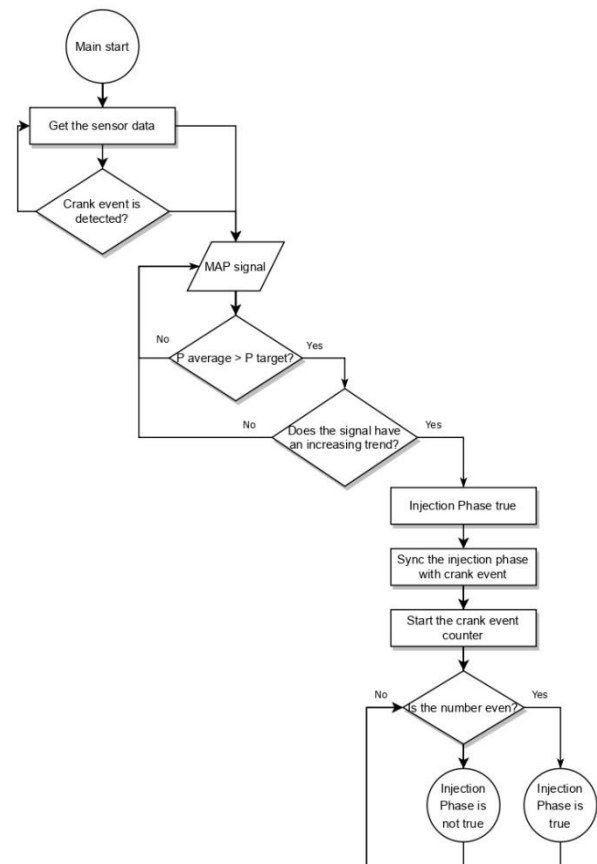 Main start
Get the sensor data
Crank event is
detected?
MAP signal
No
Yes
P average > P target?
No
Yes
Does the signal have
an increasing trend?
Injection Phase true
Sync the injection phase
with crank event
Start the crank event
counter
No
Yes
Is the number even?
Injection
Phase is
not true
Injection
Phase is
true